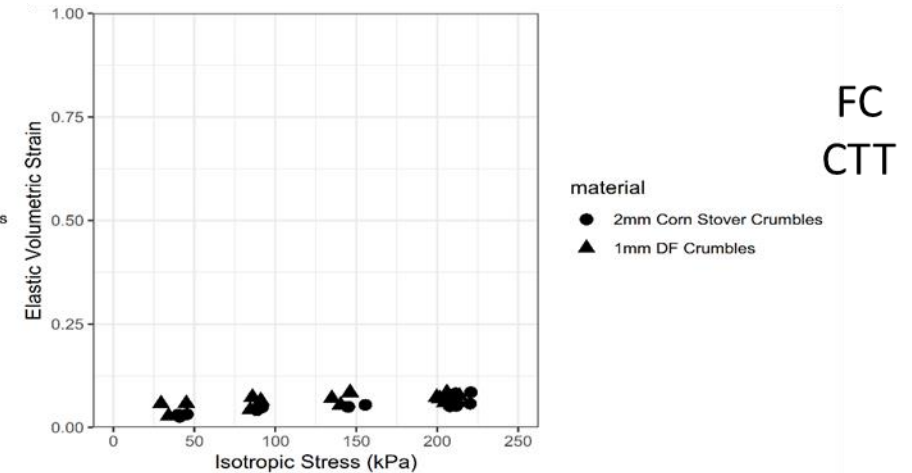 1.00
0.75
0.50
0.25
0.00
Elastic Volumetric Strain
0
50
100
150
200
250
Isotropic Stress (kPa)
s
material
2mm Corn Stover Crumbles
1mm DF Crumbles
FC
CTT